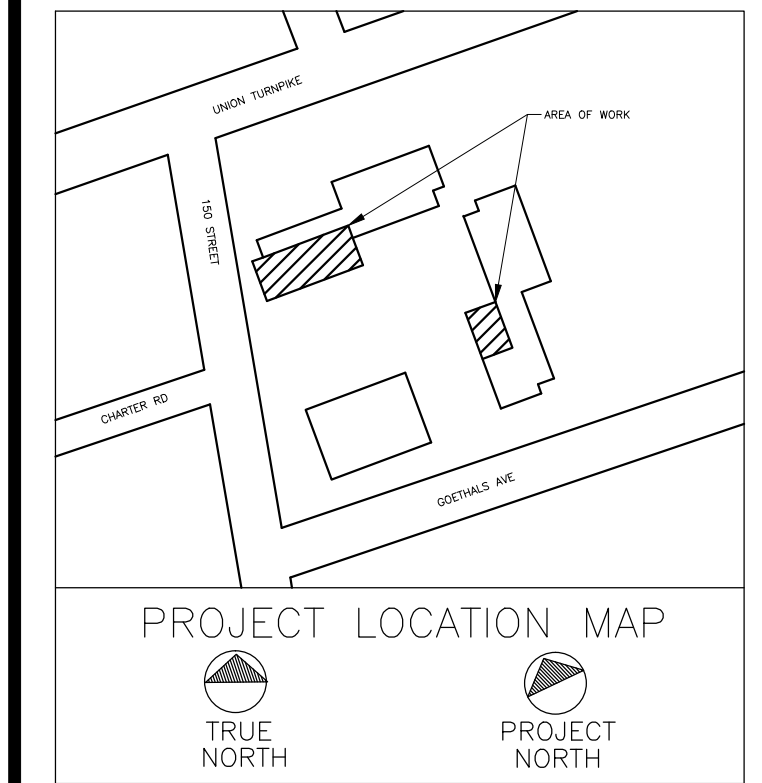 UNION TURNPIKE
AREA OF WORK
150 STREET
CHARTER RD
GOETHALS AVE
PROJECT LOCATION MAP
TRUE
NORTH
PROJECT
NORTH